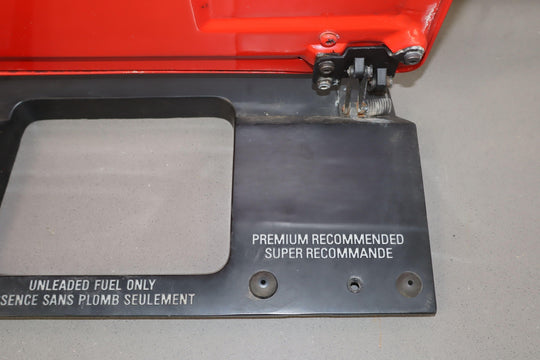 PREMIUM RECOMMENDED
SUPER RECOMMANDE
UNLEADED FUEL ONLY
SENCE SANS PLOMB SEULEMENT